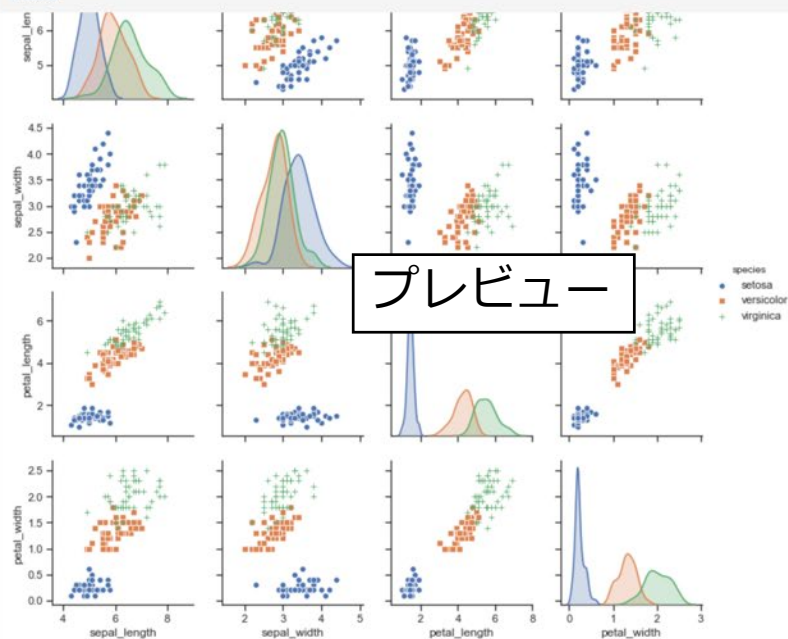 sepal_len
6
5
4.5
4.0
3.5
3.0
2.5
2.0
sepal_width
プレビュー
species
setosa
versicolor
virginica
6
4
2
petal_length
2.5
2.0
1.5
1.0
0.5
0.0
petal_width
4 6 8 2 3 4 5 2 4 6 8 0 1 2 3
sepal_length sepal_width petal_length petal_width